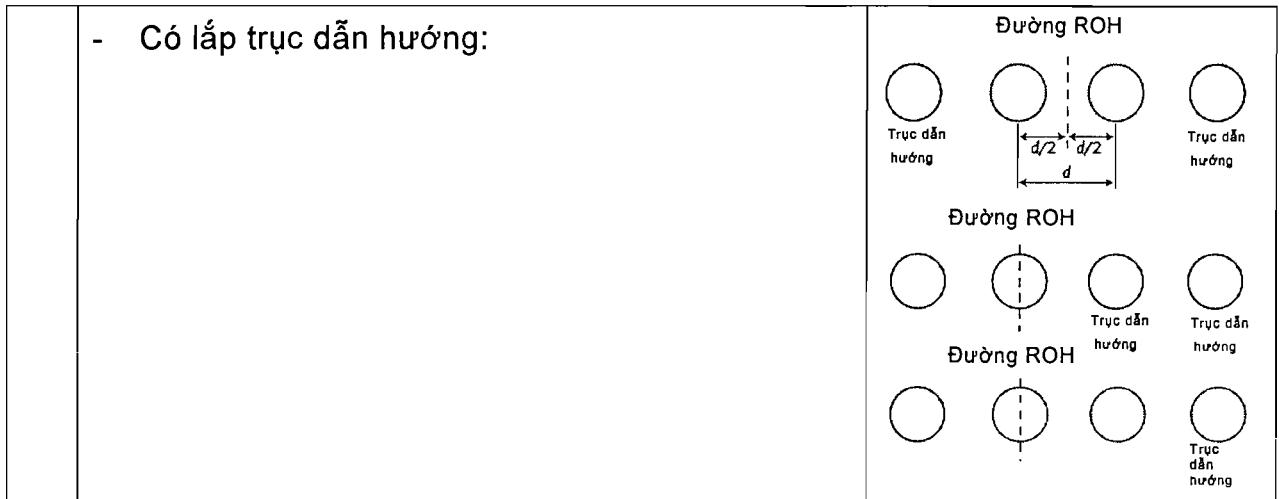 - Có lắp trục dẫn hướng:
Đường ROH
Trục dẫn
hướng
d/2 d/2
d
Trục dẫn
hướng
Đường ROH
Trục dẫn
hướng
Trục dẫn
hướng
Đường ROH
Trục
dẫn
hướng